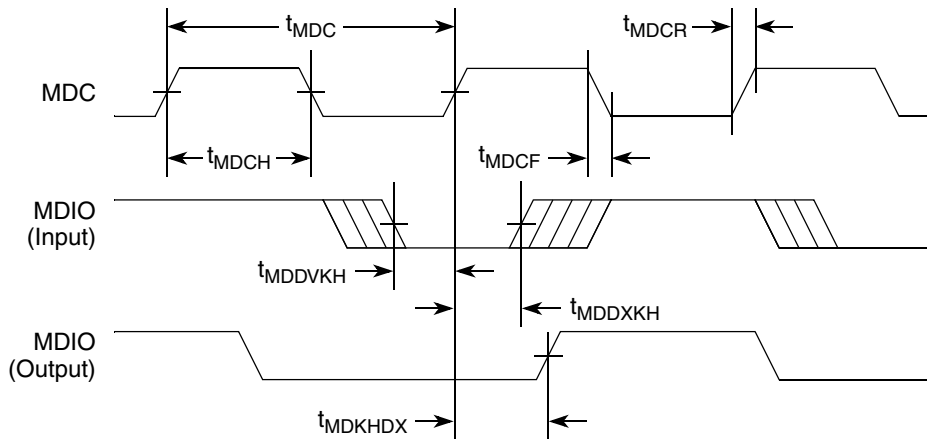 tMDC
tMDCR
MDC
tMDCH
tMDCF
MDIO
(Input)
tMDDVKH
tMDDXKH
MDIO
(Output)
tMDKHDX